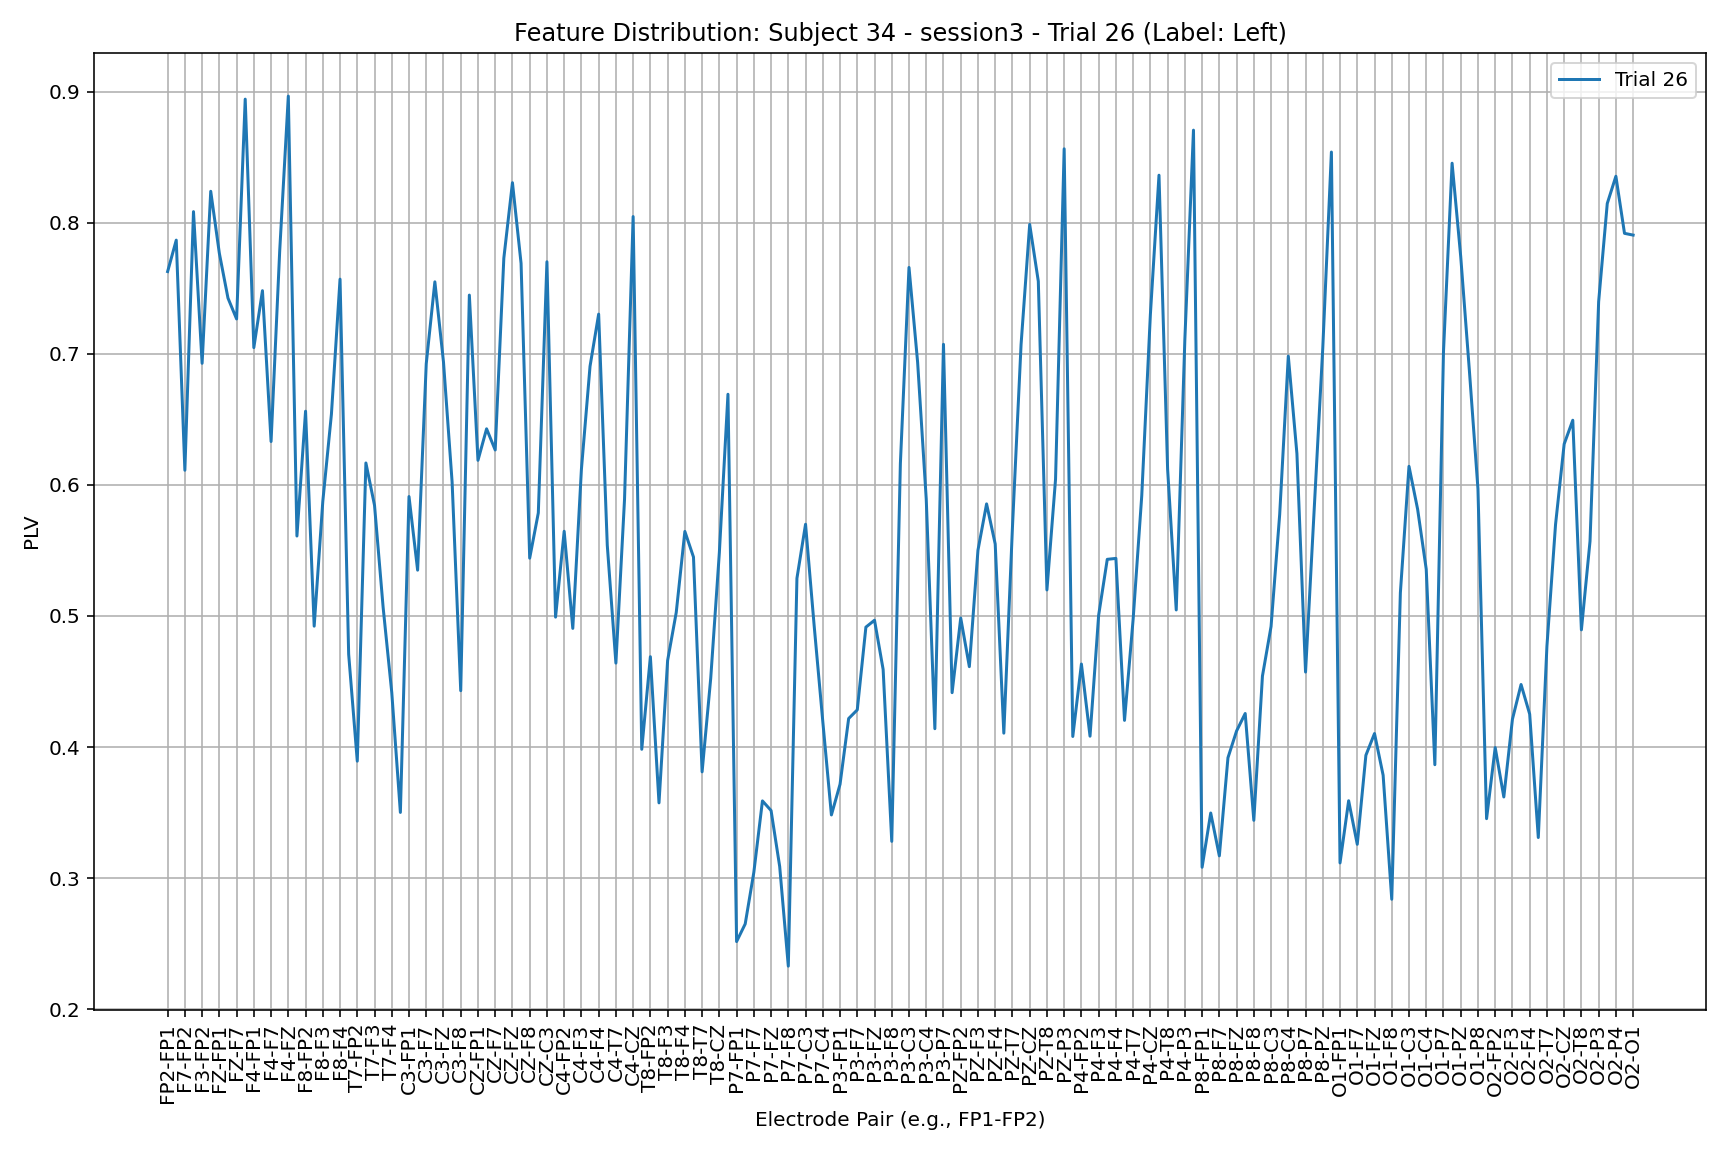 Feature Distribution: Subject 34 - session3 - Trial 26 (Label: Left)
Trial 26
0.9
0.8
0.7
0.6
0.5
0.4
0.3
0.2
PLV
FP2-FP1
F7-FP2
F3-FP2
FZ-FP1
FZ-F7
F4-FP1
F4-F7
F4-FZ
F8-FP2
F8-F3
F8-F4
T7-FP2
T7-F3
T7-F4
C3-FP1
C3-F7
C3-FZ
C3-F8
CZ-FP1
CZ-F7
CZ-FZ
CZ-F8
CZ-C3
C4-FP2
C4-F3
C4-F4
C4-T7
C4-CZ
T8-FP2
T8-F3
T8-F4
T8-T7
T8-CZ
P7-FP1
P7-F7
P7-FZ
P7-F8
P7-C3
P7-C4
P3-FP1
P3-F7
P3-FZ
P3-F8
P3-C3
P3-C4
P3-P7
PZ-FP2
PZ-F3
PZ-F4
PZ-T7
PZ-CZ
PZ-T8
PZ-P3
P4-FP2
P4-F3
P4-F4
P4-T7
P4-CZ
P4-T8
P4-P3
P8-FP1
P8-F7
P8-FZ
P8-F8
P8-C3
P8-C4
P8-P7
P8-PZ
O1-FP1
O1-F7
O1-FZ
O1-F8
O1-C3
O1-C4
O1-P7
O1-PZ
O1-P8
O2-FP2
O2-F3
O2-F4
O2-T7
O2-CZ
O2-T8
O2-P3
O2-P4
O2-O1
Electrode Pair (e.g., FP1-FP2)